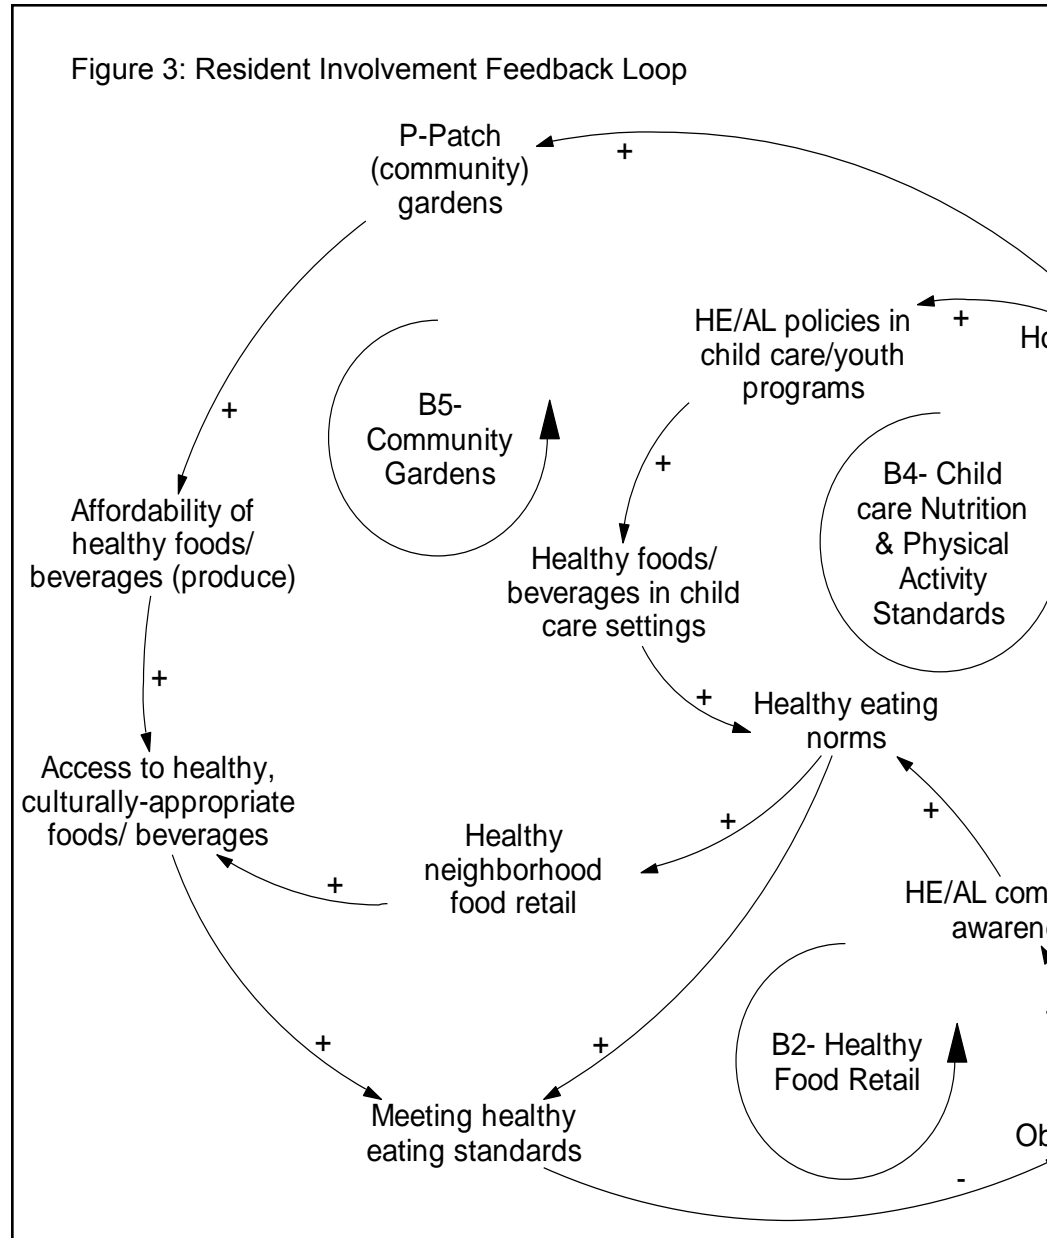 Figure 3: Resident Involvement Feedback Loop
P-Patch
(community)
gardens
+
HE/AL policies in
child care/youth
programs
+
B5-
Community
Gardens
+
+
B4- Child
care Nutrition
& Physical
Activity
Standards
Affordability of
healthy foods/
beverages (produce)
Healthy foods/
beverages in child
care settings
+
+
Healthy eating
norms
Access to healthy,
culturally-appropriate
foods/ beverages
+
+
Healthy
neighborhood
food retail
+
HE/AL
+
+
B2- Healthy
Food Retail
Meeting healthy
eating standards
-